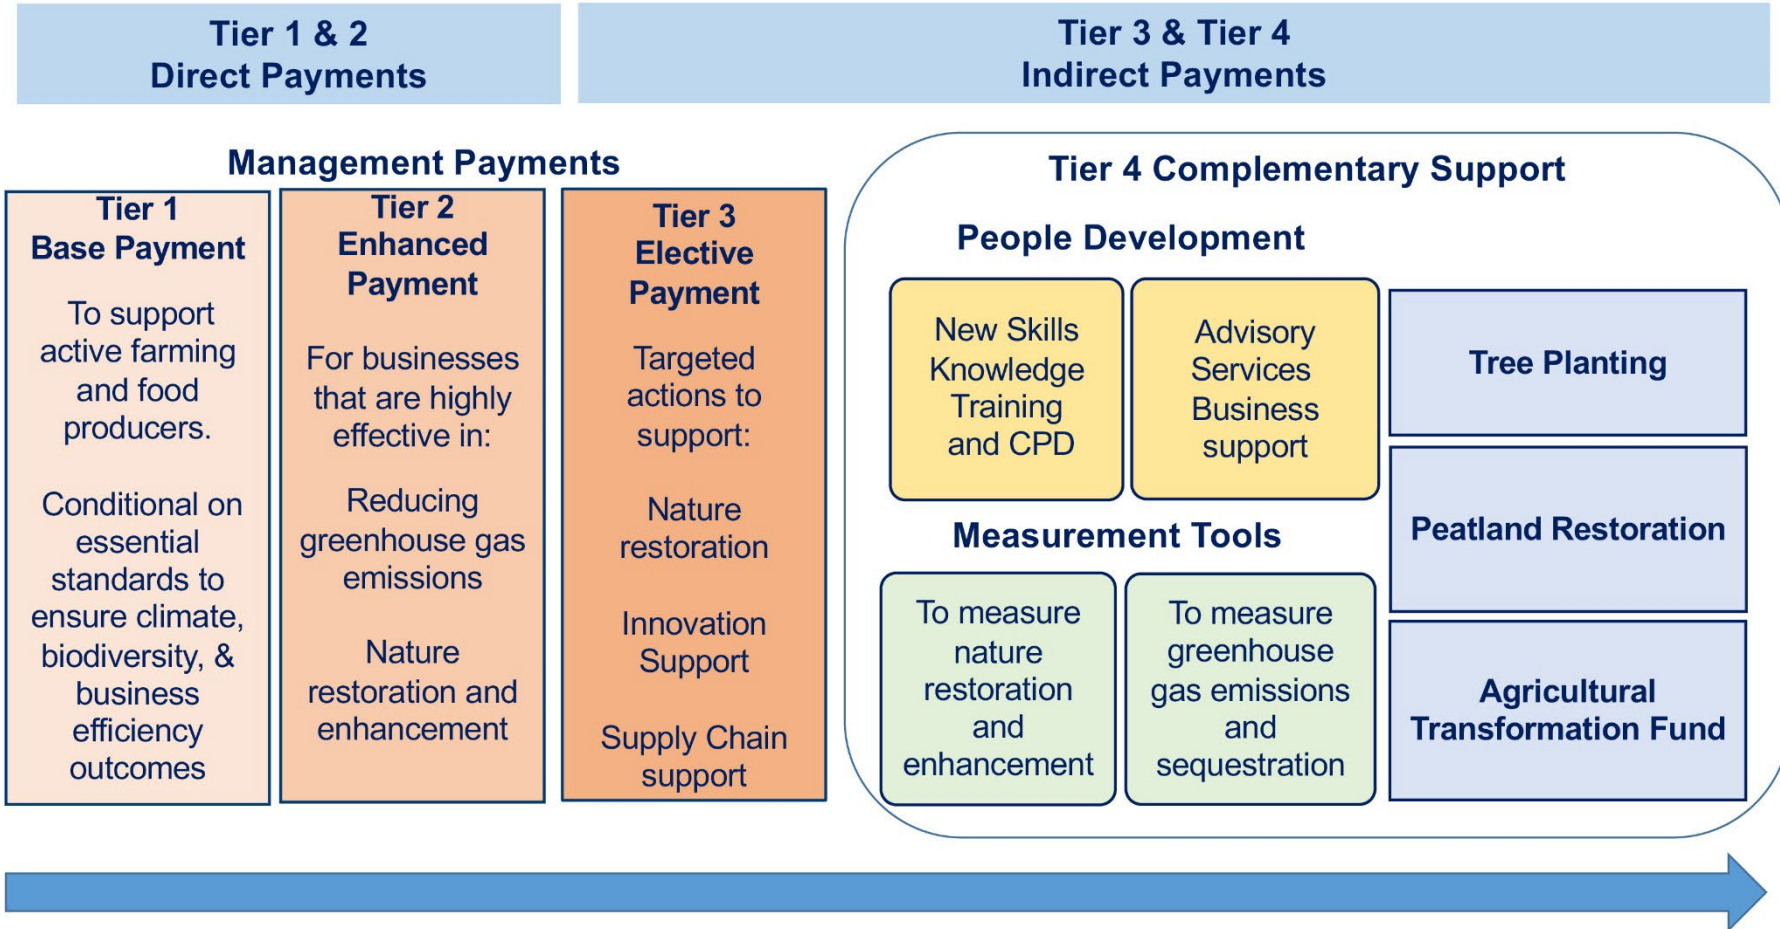 Tier 1 & 2
Direct Payments
Tier 3 & Tier 4
Indirect Payments
Management Payments
Tier 1
Base Payment
To support
active farming
and food
producers.
Conditional on
essential
standards to
ensure climate,
biodiversity, &
business
efficiency
outcomes
Tier 2
Enhanced
Payment
For businesses
that are highly
effective in:
Reducing
greenhouse gas
emissions
Nature
restoration and
enhancement
Tier 3
Elective
Payment
Targeted
actions to
support:
Nature
restoration
Innovation
Support
Supply Chain
support
Tier 4 Complementary Support
People Development
New Skills
Knowledge
Training
and CPD
Advisory
Services
Business
support
Measurement Tools
To measure
nature
restoration
and
enhancement
To measure
greenhouse
gas emissions
and
sequestration
Tree Planting
Peatland Restoration
Agricultural
Transformation Fund